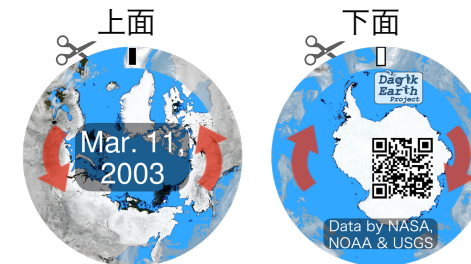 上面
下面
Mar. 11,
2003
Dagik
Earth
Project
Data by NASA,
NOAA & USGS